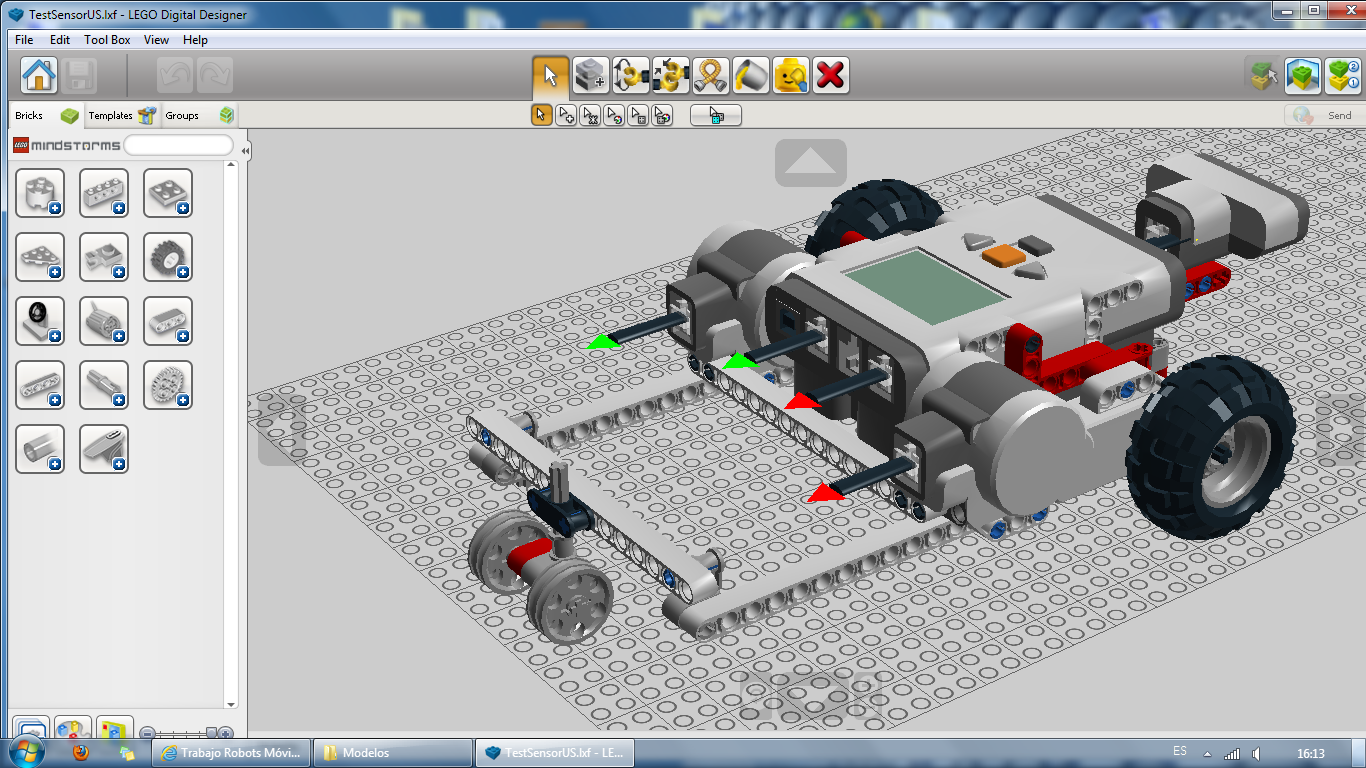 TestSensorUS.lxf - LEGO Digital Designer
File Edit Tool Box View Help
Bricks Templates Groups
Send
LEGO mindstorms
Trabajo Robots Móvi... Modelos TestSensorUS.lxf - LE... ES 16:13